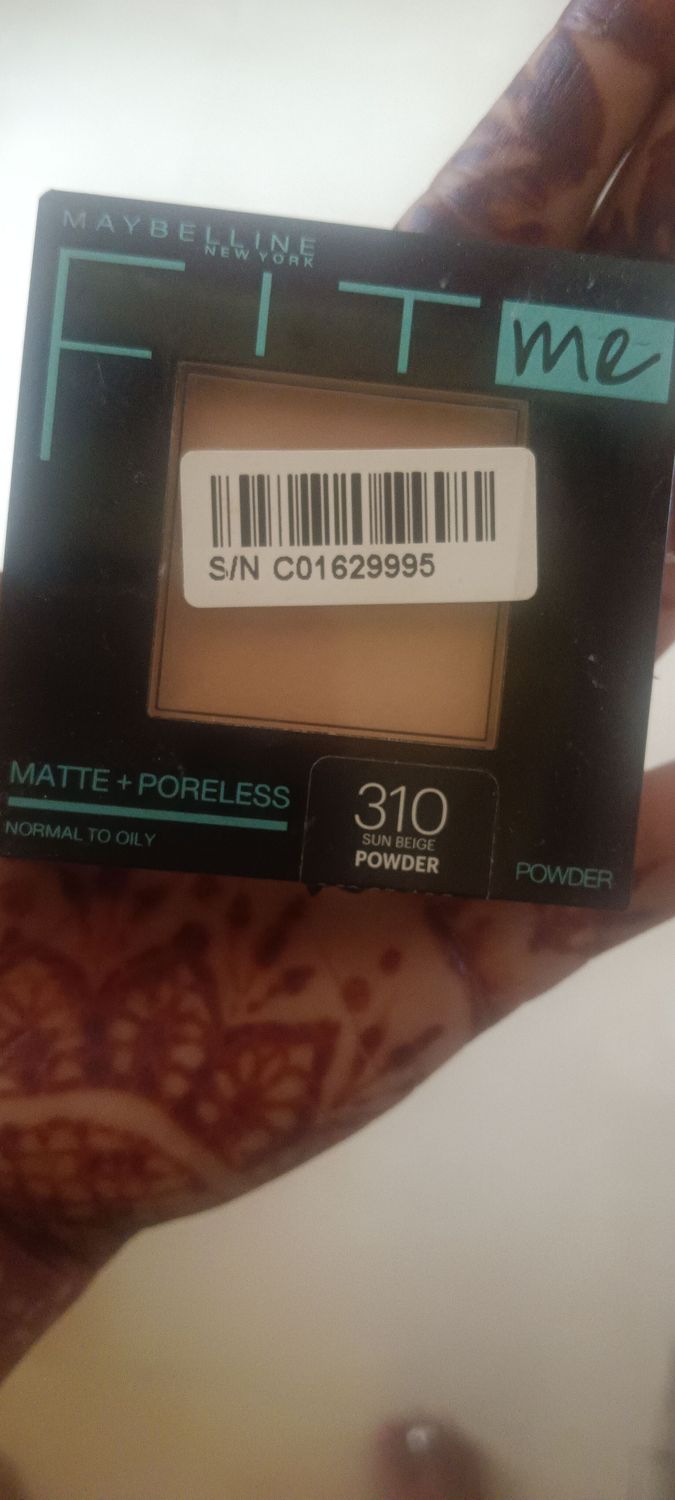 MAYBELLINE
NEW YORK
FIT me
S/N C01629995
MATTE + PORELESS
NORMAL TO OILY
310
SUN BEIGE
POWDER
POWDER